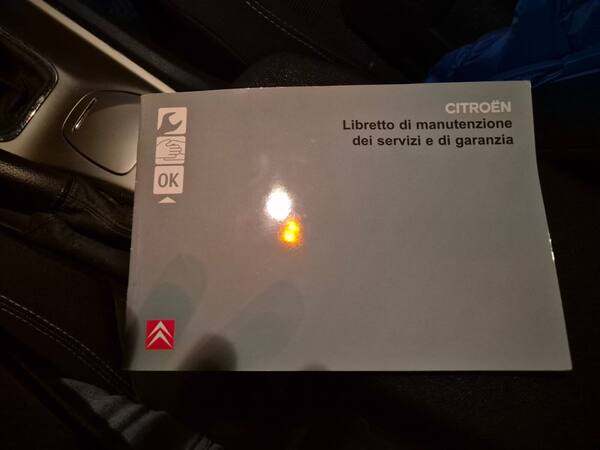 CITROËN
Libretto di manutenzione
dei servizi e di garanzia
OK